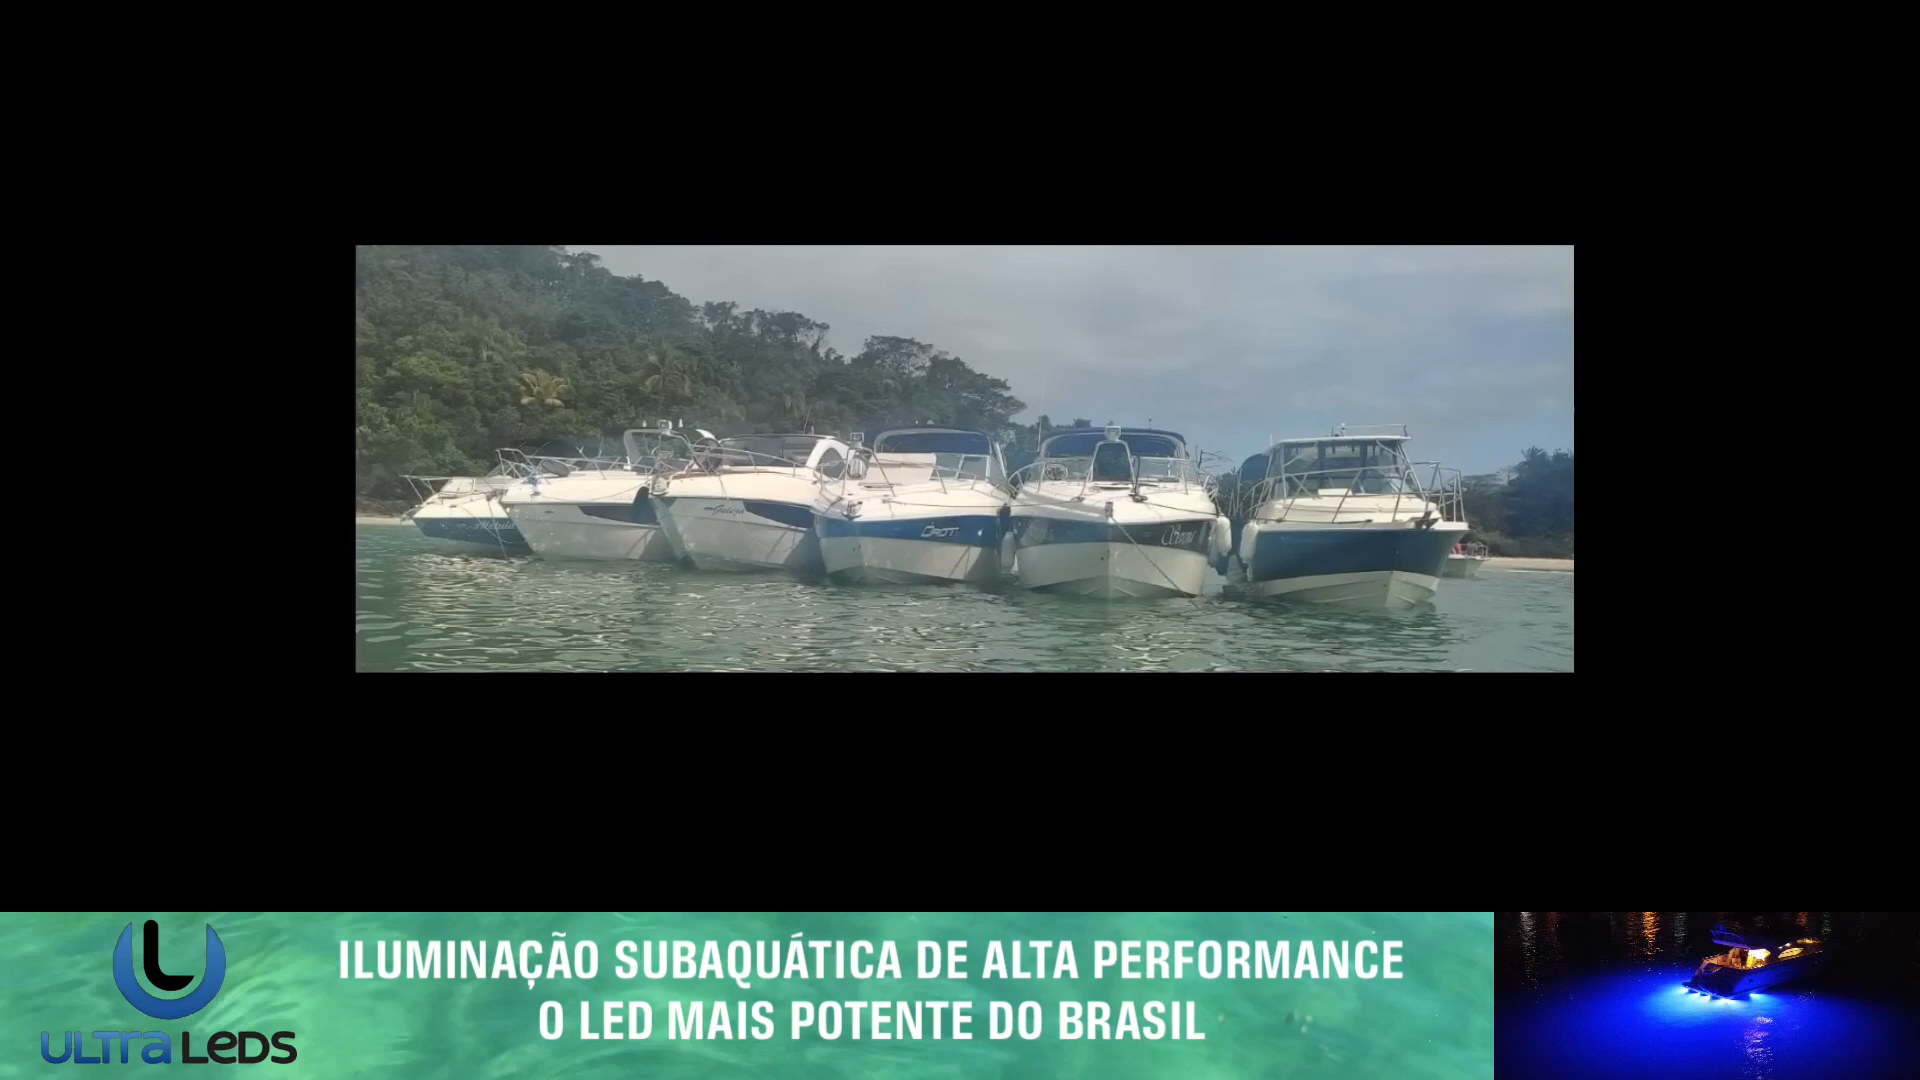 ULTRA LEDS
ILUMINAÇÃO SUBAQUÁTICA DE ALTA PERFORMANCE
O LED MAIS POTENTE DO BRASIL